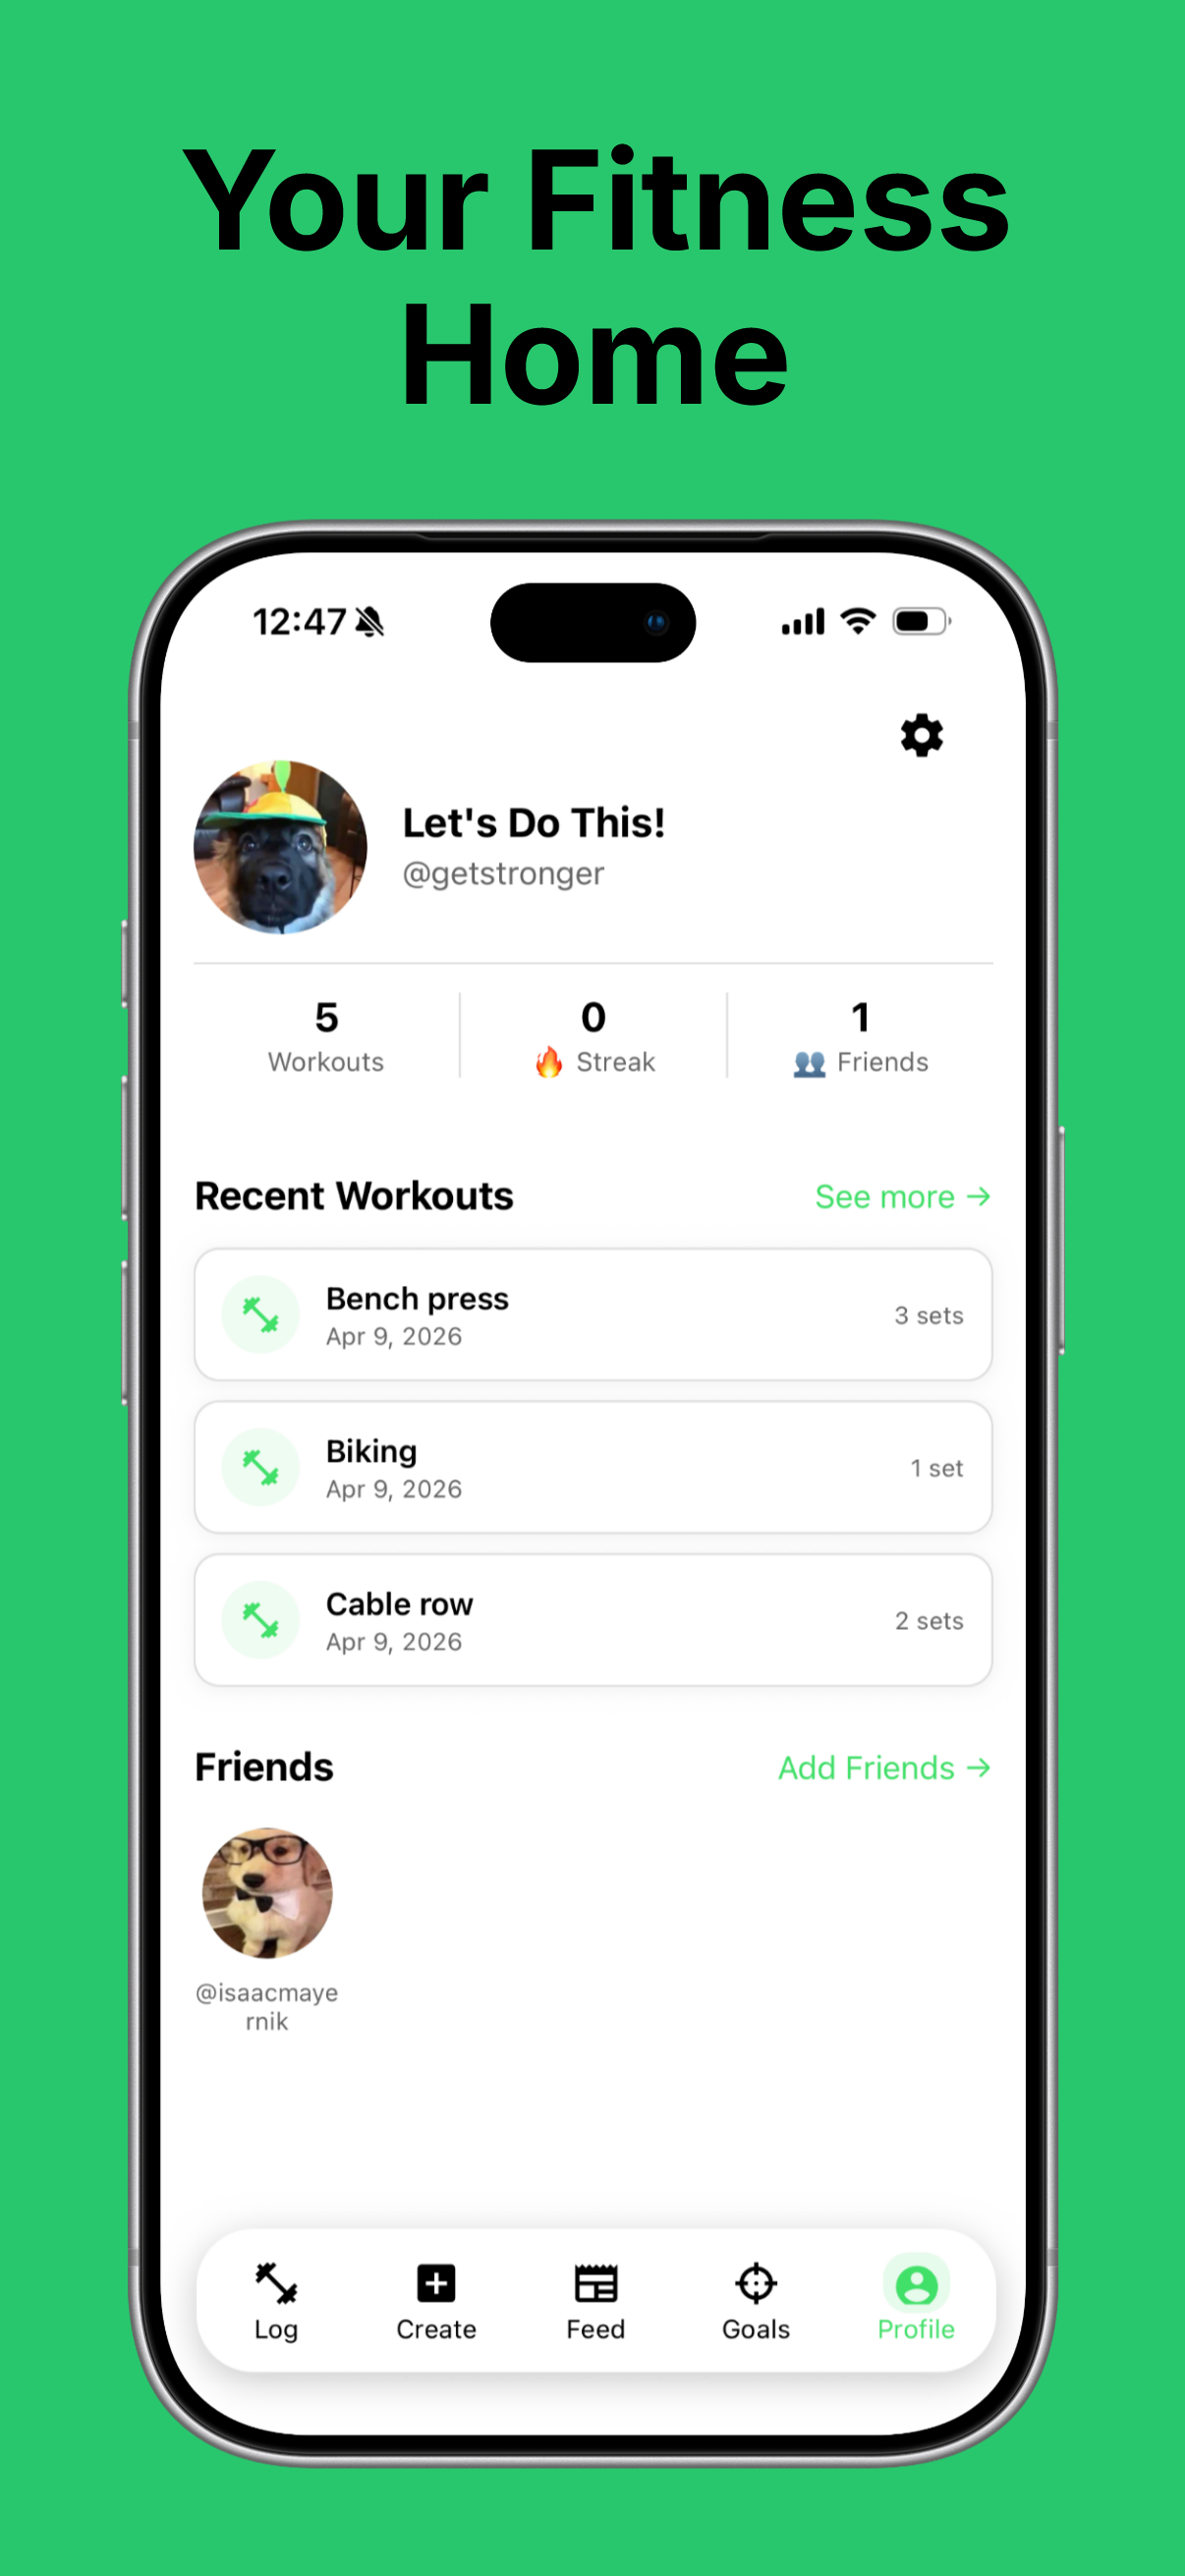 Your Fitness
Home
12:47
Let's Do This!
@getstronger
5
Workouts
0
🔥 Streak
1
👥 Friends
Recent Workouts
See more →
Bench press
Apr 9, 2026
3 sets
Biking
Apr 9, 2026
1 set
Cable row
Apr 9, 2026
2 sets
Friends
Add Friends →
@isaacmaye
rnik
Log
Create
Feed
Goals
Profile